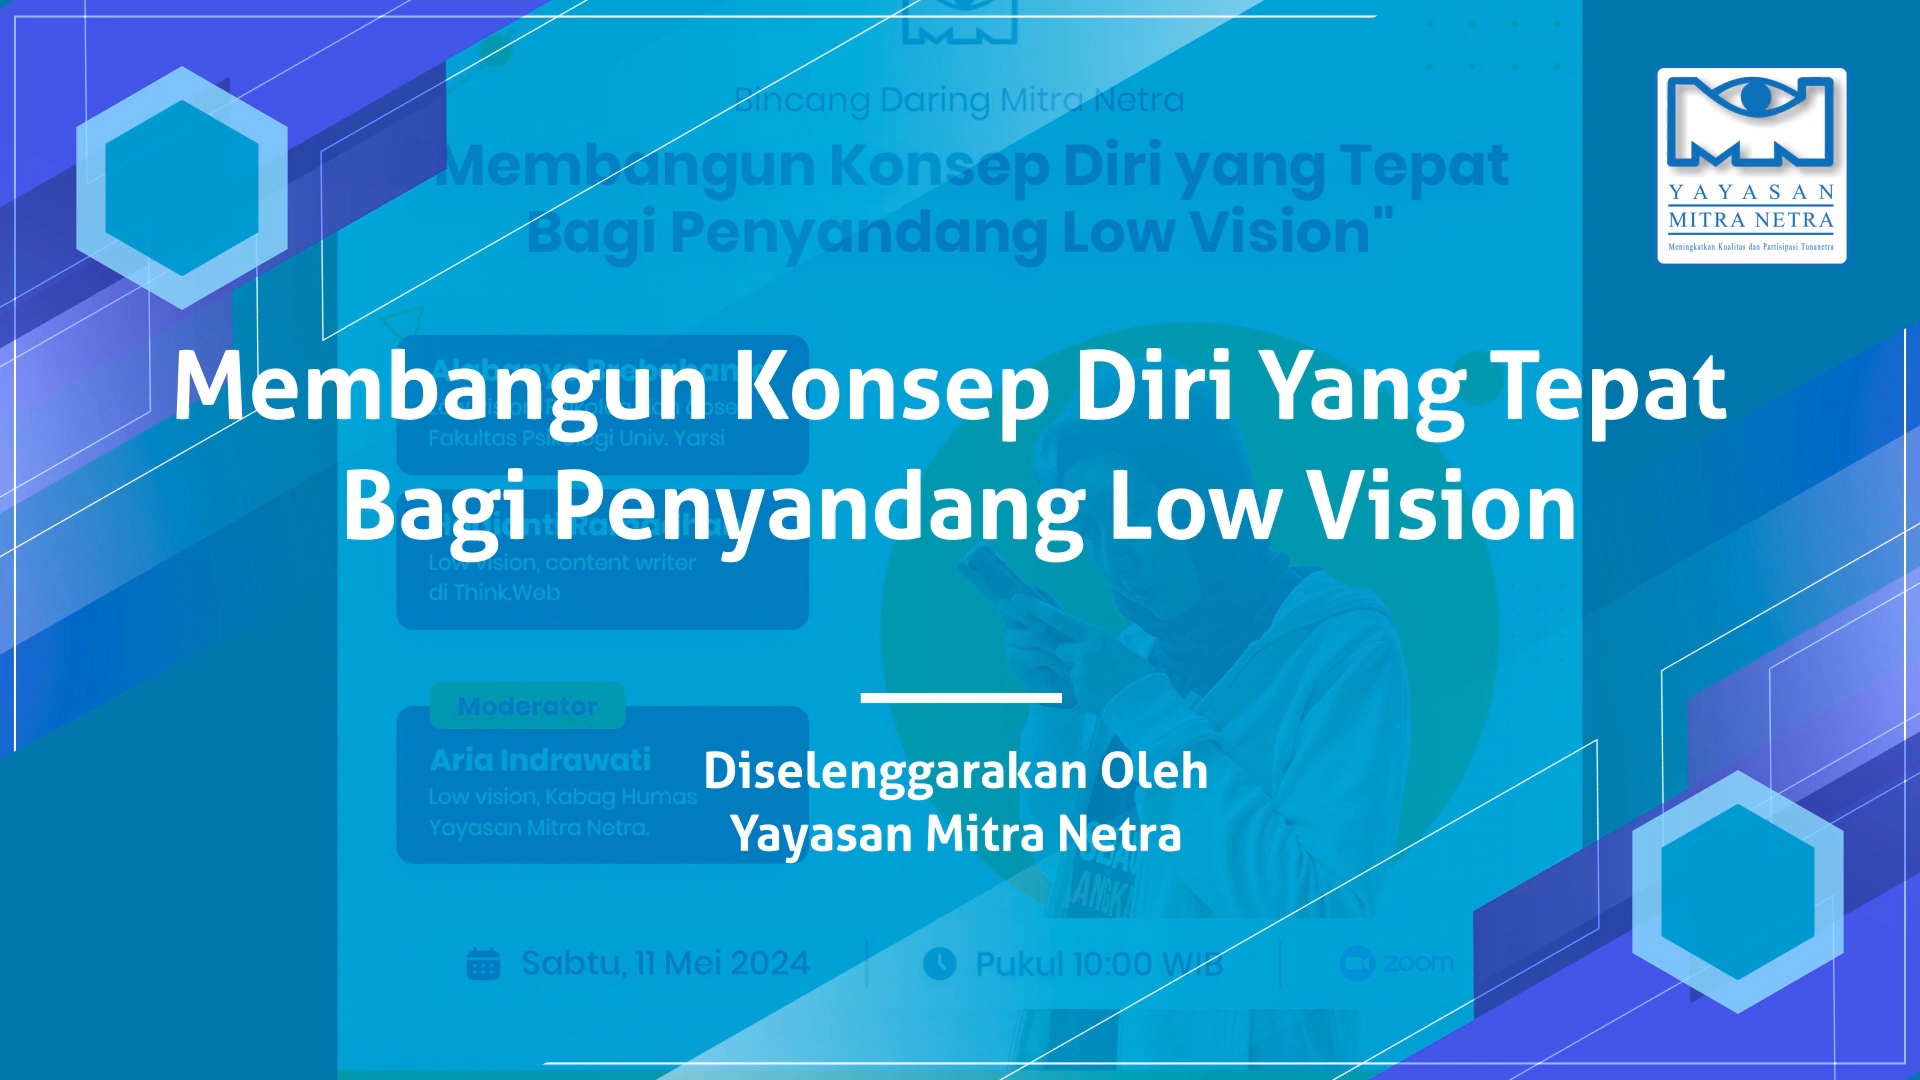 Bincang Daring Mitra Netra
"Membangun Konsep Diri yang Tepat
Bagi Penyandang Low Vision"
YAYASAN
MITRA NETRA
Meningkatkan Kualitas dan Partisipasi Tunanetra
Membangun Konsep Diri Yang Tepat
Bagi Penyandang Low Vision
Fakultas Psikologi Univ. Yarsi
Low vision, content writer
di Think.Web
Moderator
Aria Indrawati
Low vision, Kabag Humas
Yayasan Mitra Netra.
Diselenggarakan Oleh
Yayasan Mitra Netra
Sabtu, 11 Mei 2024
Pukul 10:00 WIB
zoom